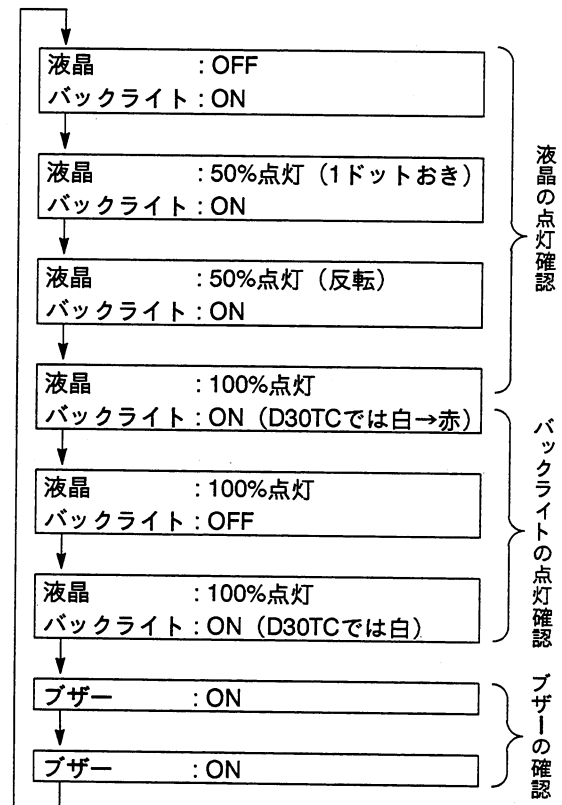 液晶 : OFF
バックライト : ON
液晶 : 50%点灯（1ドットおき）
バックライト : ON
液晶 : 50%点灯（反転）
バックライト : ON
液晶 : 100%点灯
バックライト : ON（D30TCでは白→赤）
液晶の点灯確認
液晶 : 100%点灯
バックライト : OFF
液晶 : 100%点灯
バックライト : ON（D30TCでは白）
バックライトの点灯確認
ブザー : ON
ブザー : ON
ブザーの確認